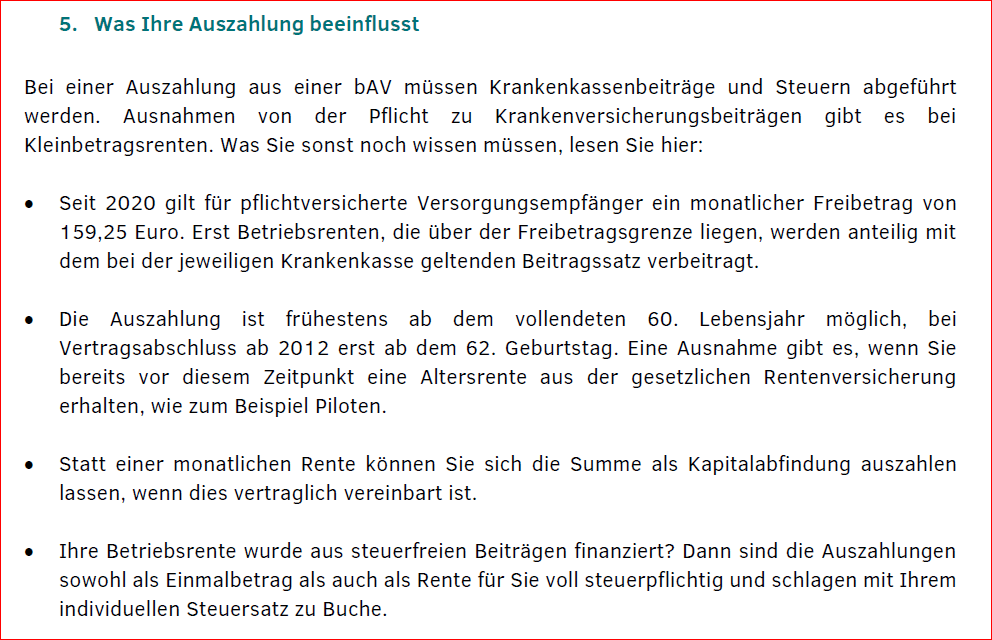 5. Was Ihre Auszahlung beeinflusst
Bei einer Auszahlung aus einer bAV müssen Krankenkassenbeiträge und Steuern abgeführt
werden. Ausnahmen von der Pflicht zu Krankenversicherungsbeiträgen gibt es bei
Kleinbetragsrenten. Was Sie sonst noch wissen müssen, lesen Sie hier:
• Seit 2020 gilt für pflichtversicherte Versorgungsempfänger ein monatlicher Freibetrag von
159,25 Euro. Erst Betriebsrenten, die über der Freibetragsgrenze liegen, werden anteilig mit
dem bei der jeweiligen Krankenkasse geltenden Beitragssatz verbeitragt.
• Die Auszahlung ist frühestens ab dem vollendeten 60. Lebensjahr möglich, bei
Vertragsabschluss ab 2012 erst ab dem 62. Geburtstag. Eine Ausnahme gibt es, wenn Sie
bereits vor diesem Zeitpunkt eine Altersrente aus der gesetzlichen Rentenversicherung
erhalten, wie zum Beispiel Piloten.
• Statt einer monatlichen Rente können Sie sich die Summe als Kapitalabfindung auszahlen
lassen, wenn dies vertraglich vereinbart ist.
• Ihre Betriebsrente wurde aus steuerfreien Beiträgen finanziert? Dann sind die Auszahlungen
sowohl als Einmalbetrag als auch als Rente für Sie voll steuerpflichtig und schlagen mit Ihrem
individuellen Steuersatz zu Buche.